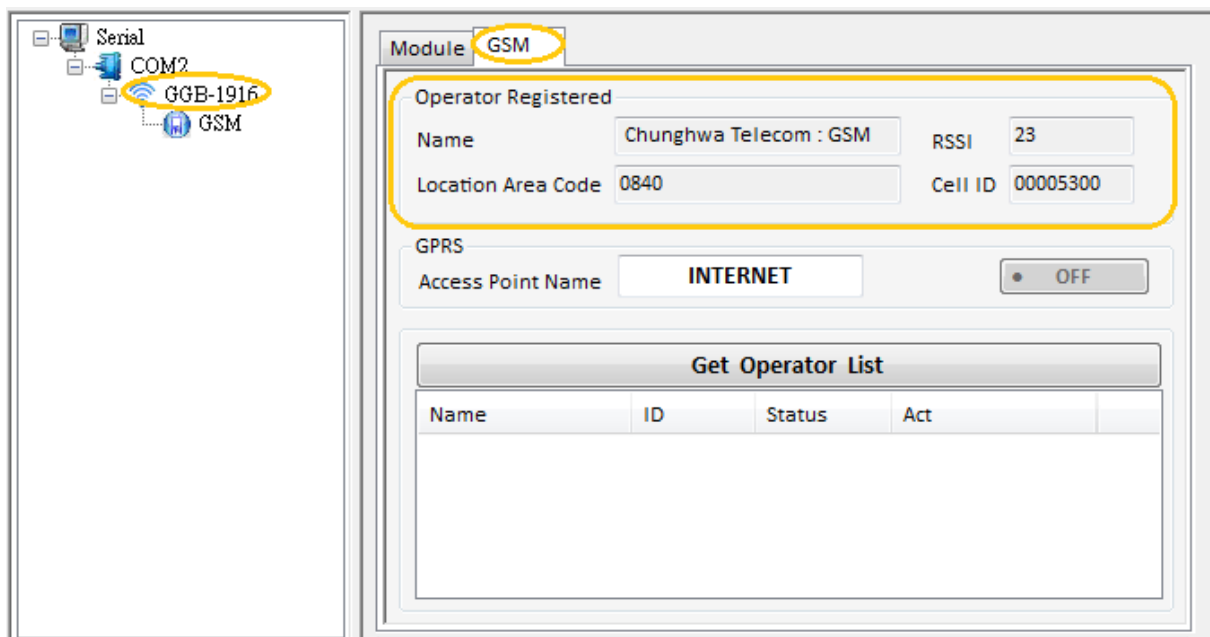 Serial
COM2
GGB-1916
GSM
Module GSM
Operator Registered
Name Chunghwa Telecom : GSM RSSI 23
Location Area Code 0840 Cell ID 00005300
GPRS
Access Point Name INTERNET OFF
Get Operator List
Name ID Status Act